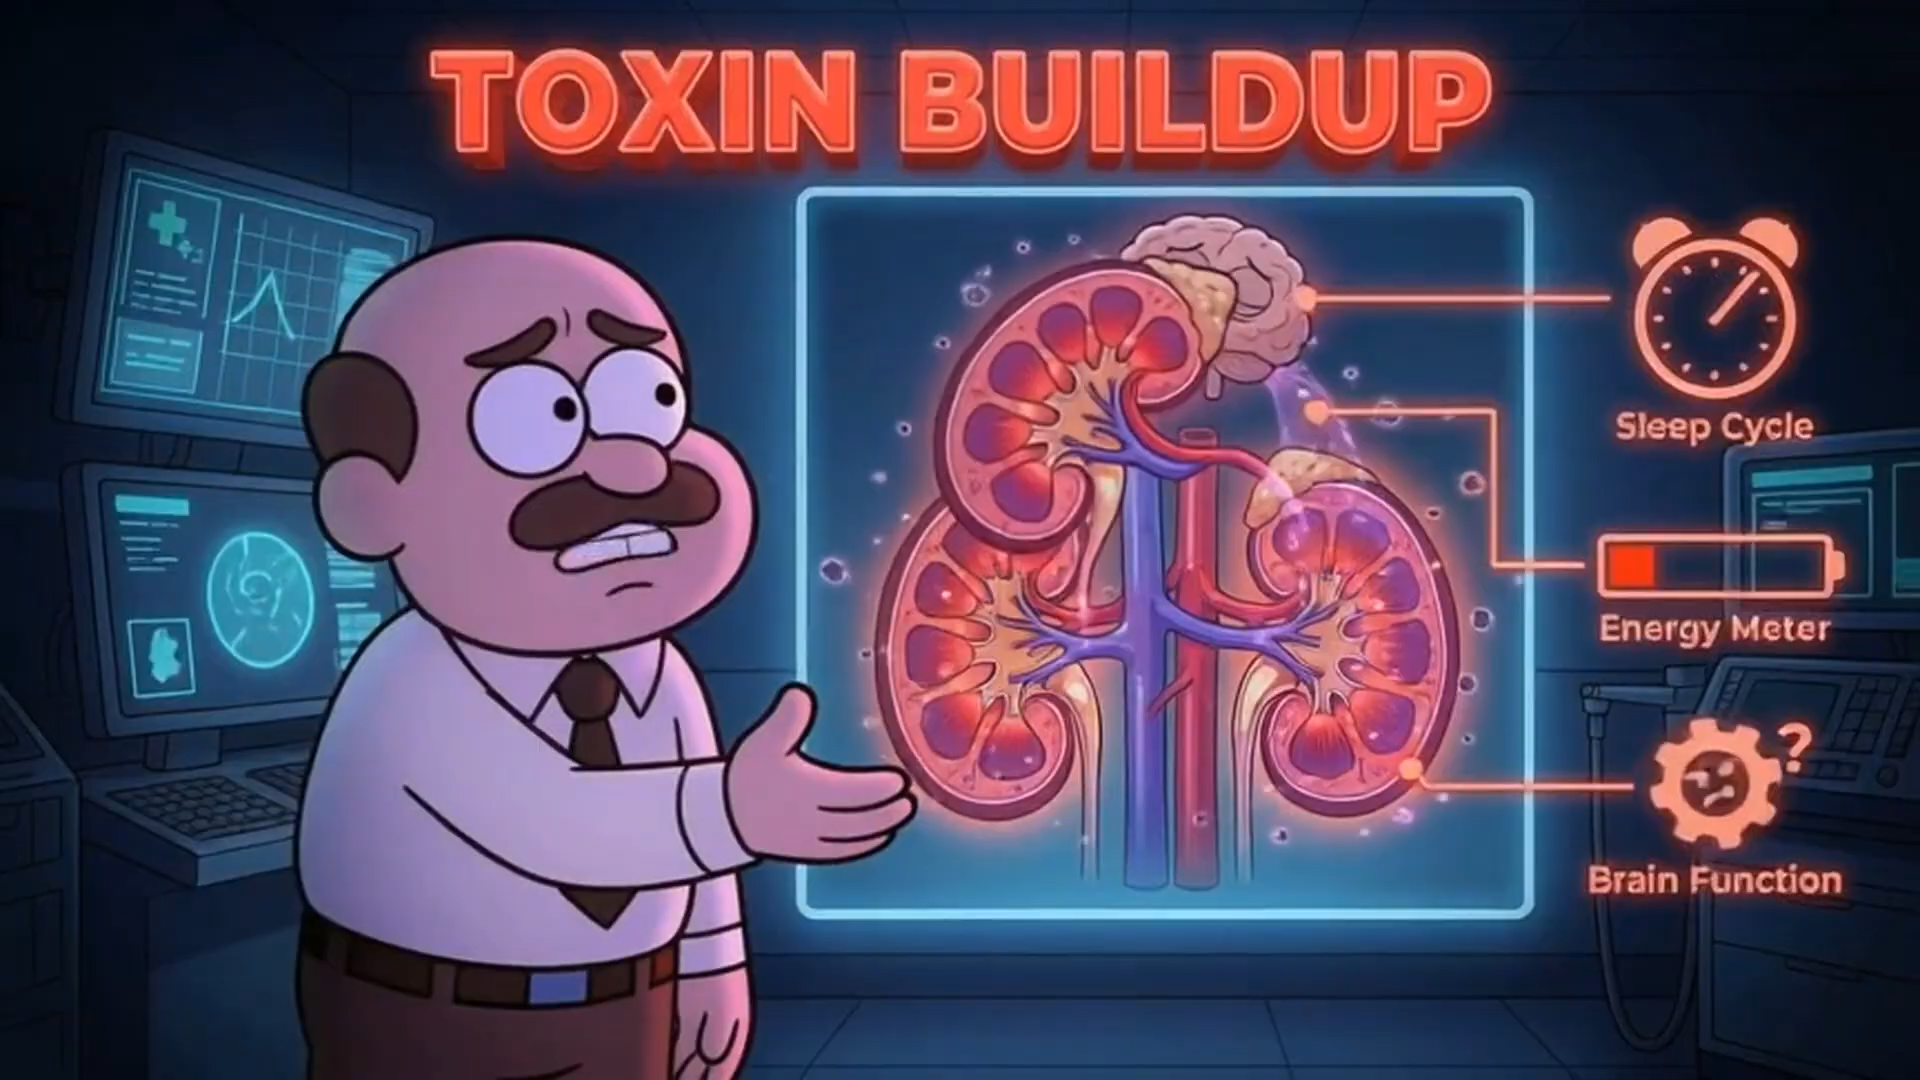 TOXIN BUILDUP
Sleep Cycle
Energy Meter
?
Brain Function